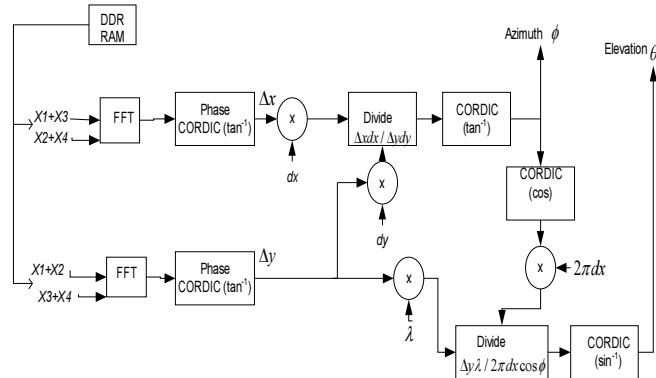 DDR
RAM
Azimuth ϕ
Elevation θ
X1+X3
X2+X4
FFT
Phase
CORDIC (tan⁻¹)
Δx
x
dx
Divide
Δxdx / Δydy
CORDIC
(tan⁻¹)
x
dy
CORDIC
(cos)
x
2πdx
X1+X2
X3+X4
FFT
Phase
CORDIC (tan⁻¹)
Δy
x
λ
Divide
Δyλ / 2πdx cosϕ
CORDIC
(sin⁻¹)